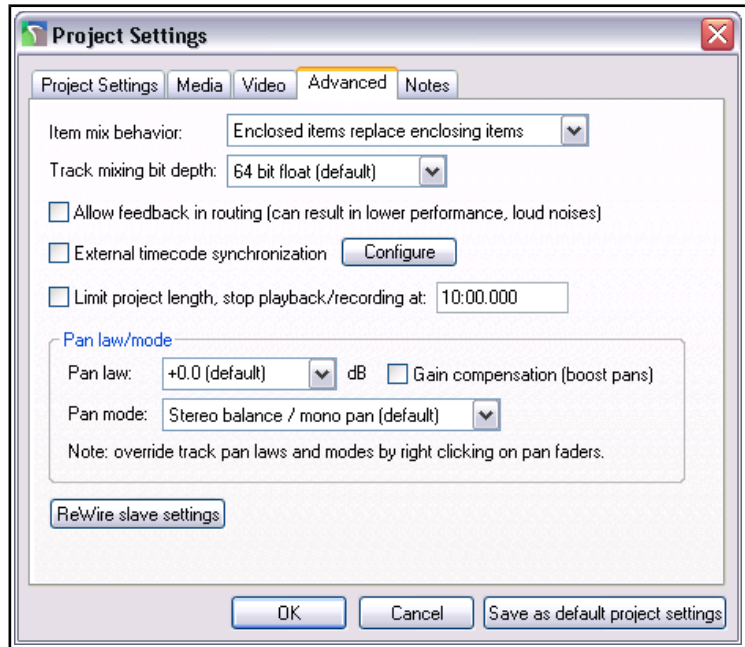 Project Settings
Project Settings Media Video Advanced Notes
Item mix behavior: Enclosed items replace enclosing items
Track mixing bit depth: 64 bit float (default)
Allow feedback in routing (can result in lower performance, loud noises)
External timecode synchronization Configure
Limit project length, stop playback/recording at: 10:00.000
Pan law/mode
Pan law: +0.0 (default) dB Gain compensation (boost pans)
Pan mode: Stereo balance / mono pan (default)
Note: override track pan laws and modes by right clicking on pan faders.
ReWire slave settings
OK Cancel Save as default project settings